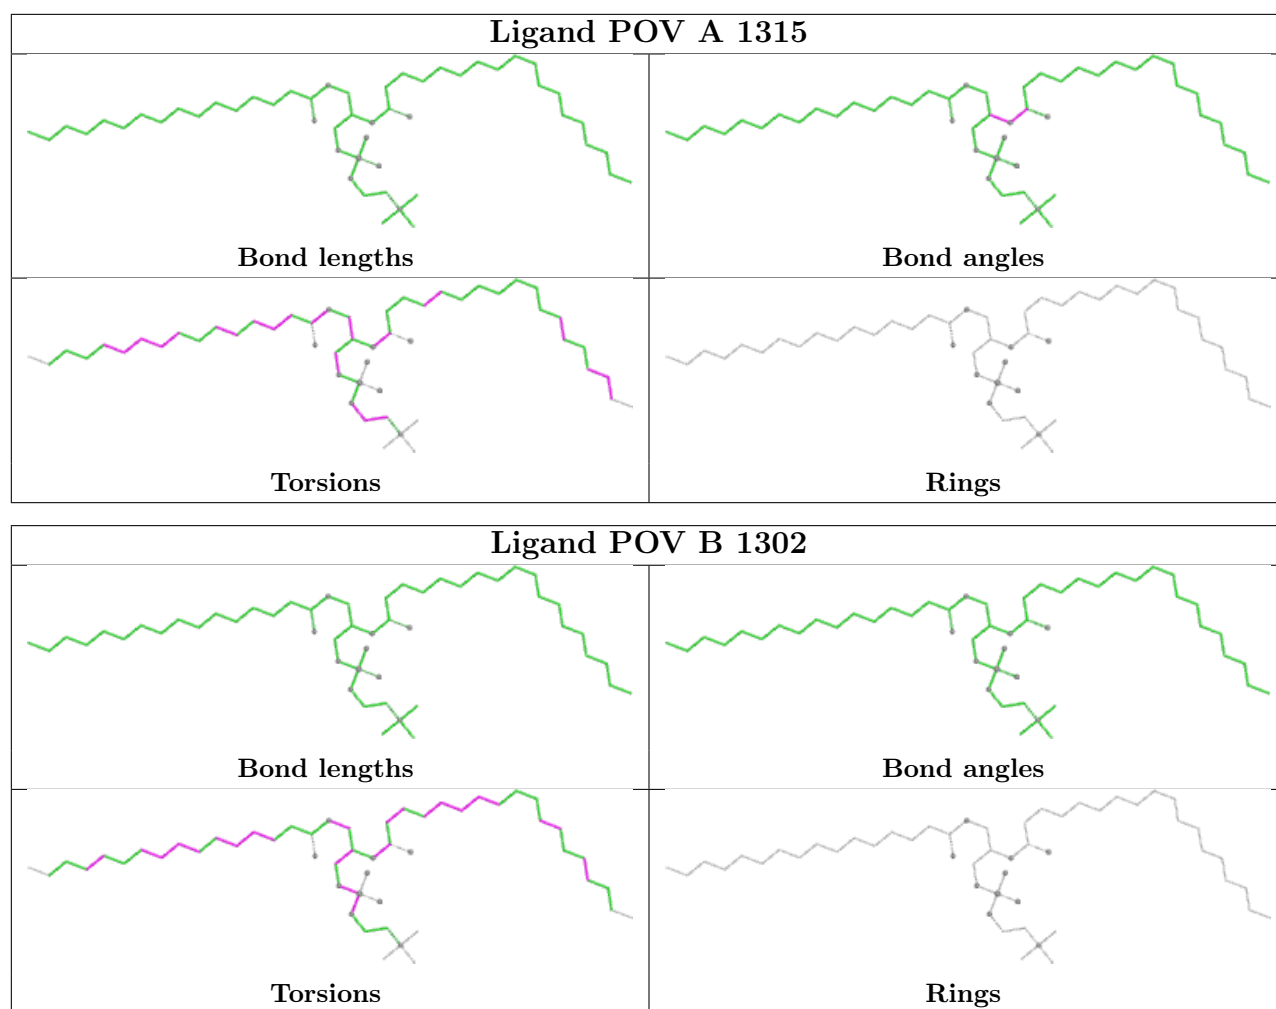 Ligand POV A 1315
Bond lengths
Bond angles
Torsions
Rings
Ligand POV B 1302
Bond lengths
Bond angles
Torsions
Rings